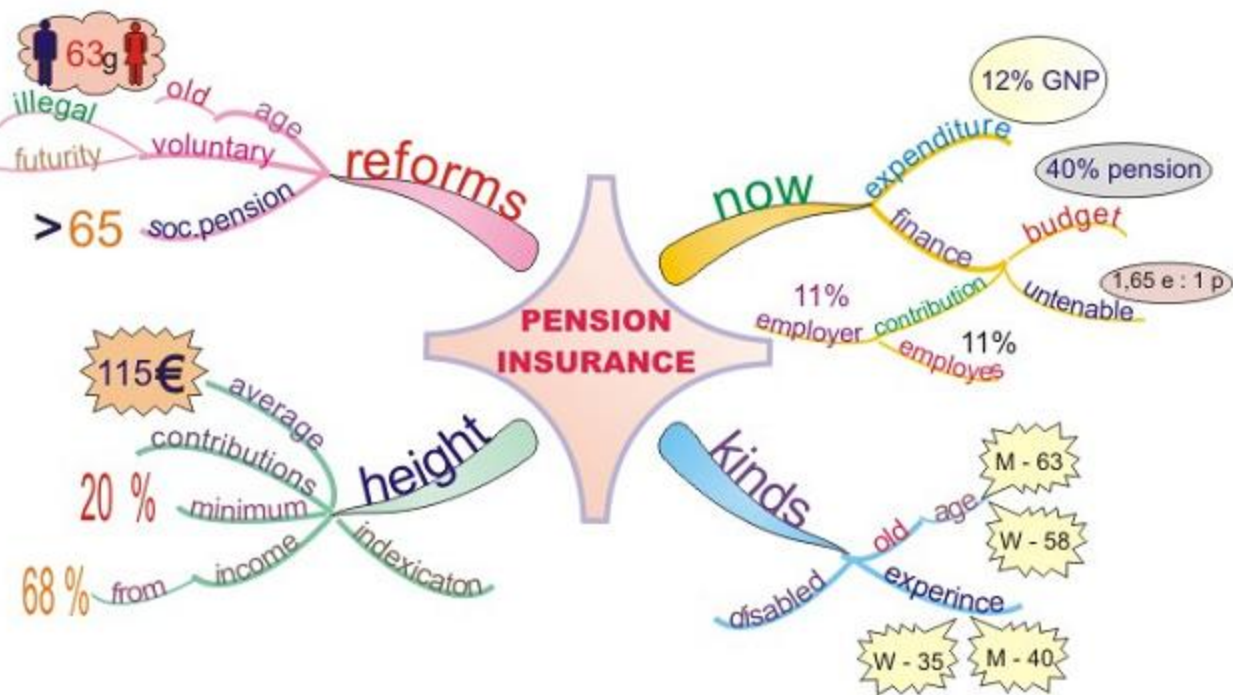 PENSION
INSURANCE
reforms
old
age
63g
voluntary
illegal
futurity
soc.pension
>65
now
expenditure
12% GNP
finance
budget
40% pension
untenable
1,65 e : 1 p
contribution
11%
employer
11%
employes
height
average
115€
contributions
minimum
20 %
income
from
68 %
indexicaton
kinds
old
age
M - 63
W - 58
experince
W - 35
M - 40
disabled